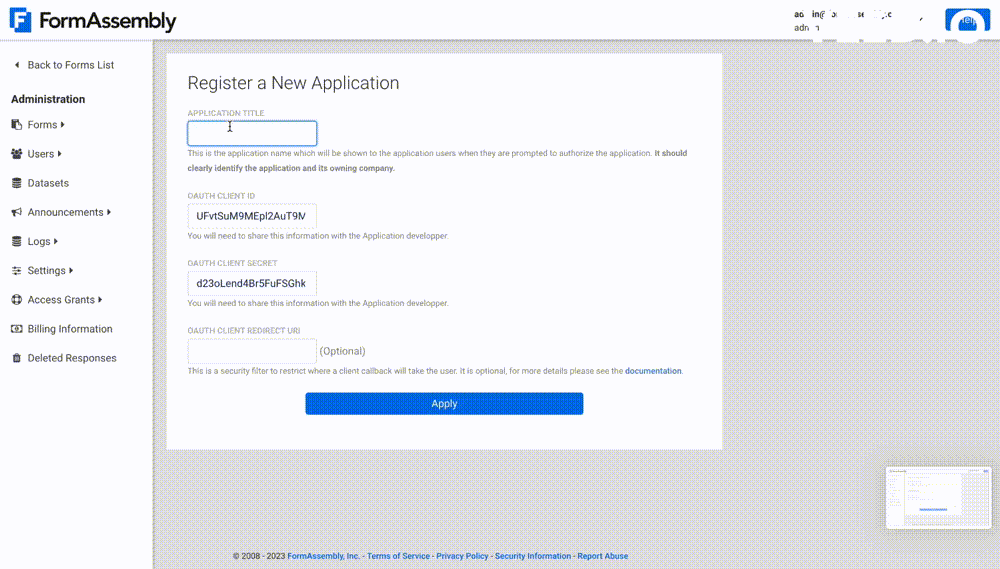 FormAssembly
Help
Back to Forms List
Administration
Forms
Users
Datasets
Announcements
Logs
Settings
Access Grants
Billing Information
Deleted Responses
Register a New Application
APPLICATION TITLE
This is the application name which will be shown to the application users when they are prompted to authorize the application. It should
clearly identify the application and its owning company.
OAUTH CLIENT ID
UFvtSuM9MEpI2AuT9M
You will need to share this information with the Application developper.
OAUTH CLIENT SECRET
d23oLend4Br5FuFSGhk
You will need to share this information with the Application developper.
OAUTH CLIENT REDIRECT URI
(Optional)
This is a security filter to restrict where a client callback will take the user. It is optional, for more details please see the documentation.
Apply
© 2008 - 2023 FormAssembly, Inc. - Terms of Service - Privacy Policy - Security Information - Report Abuse